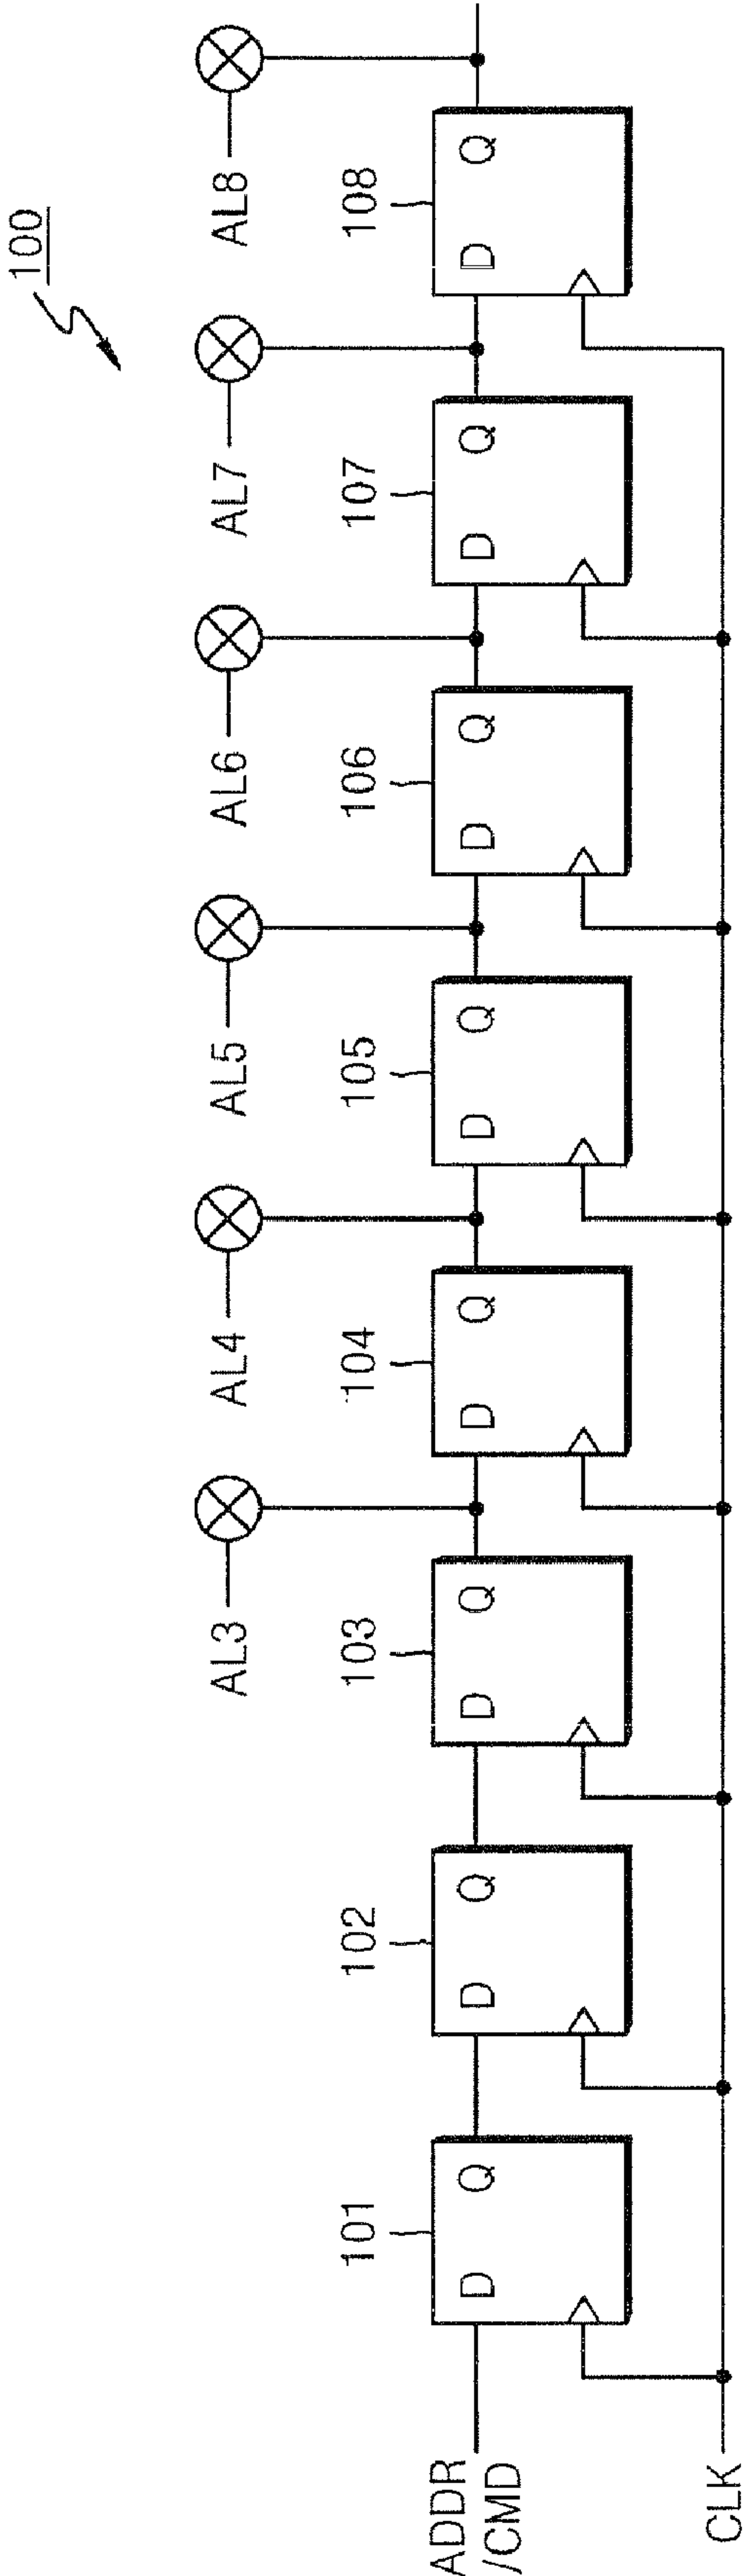 100
AL3
AL4
AL5
AL6
AL7
AL8
101
102
103
104
105
106
107
108
D Q
D Q
D Q
D Q
D Q
D Q
D Q
D Q
ADDR
/CMD
CLK